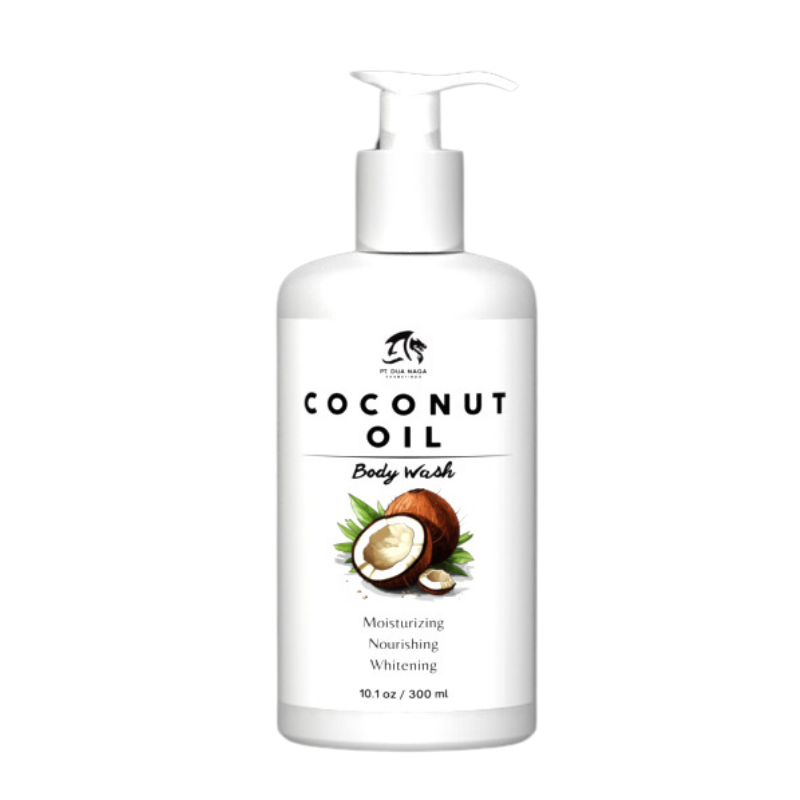 PT. DUA NAGA
COCONUT
OIL
Body Wash
Moisturizing
Nourishing
Whitening
10.1 oz / 300 ml